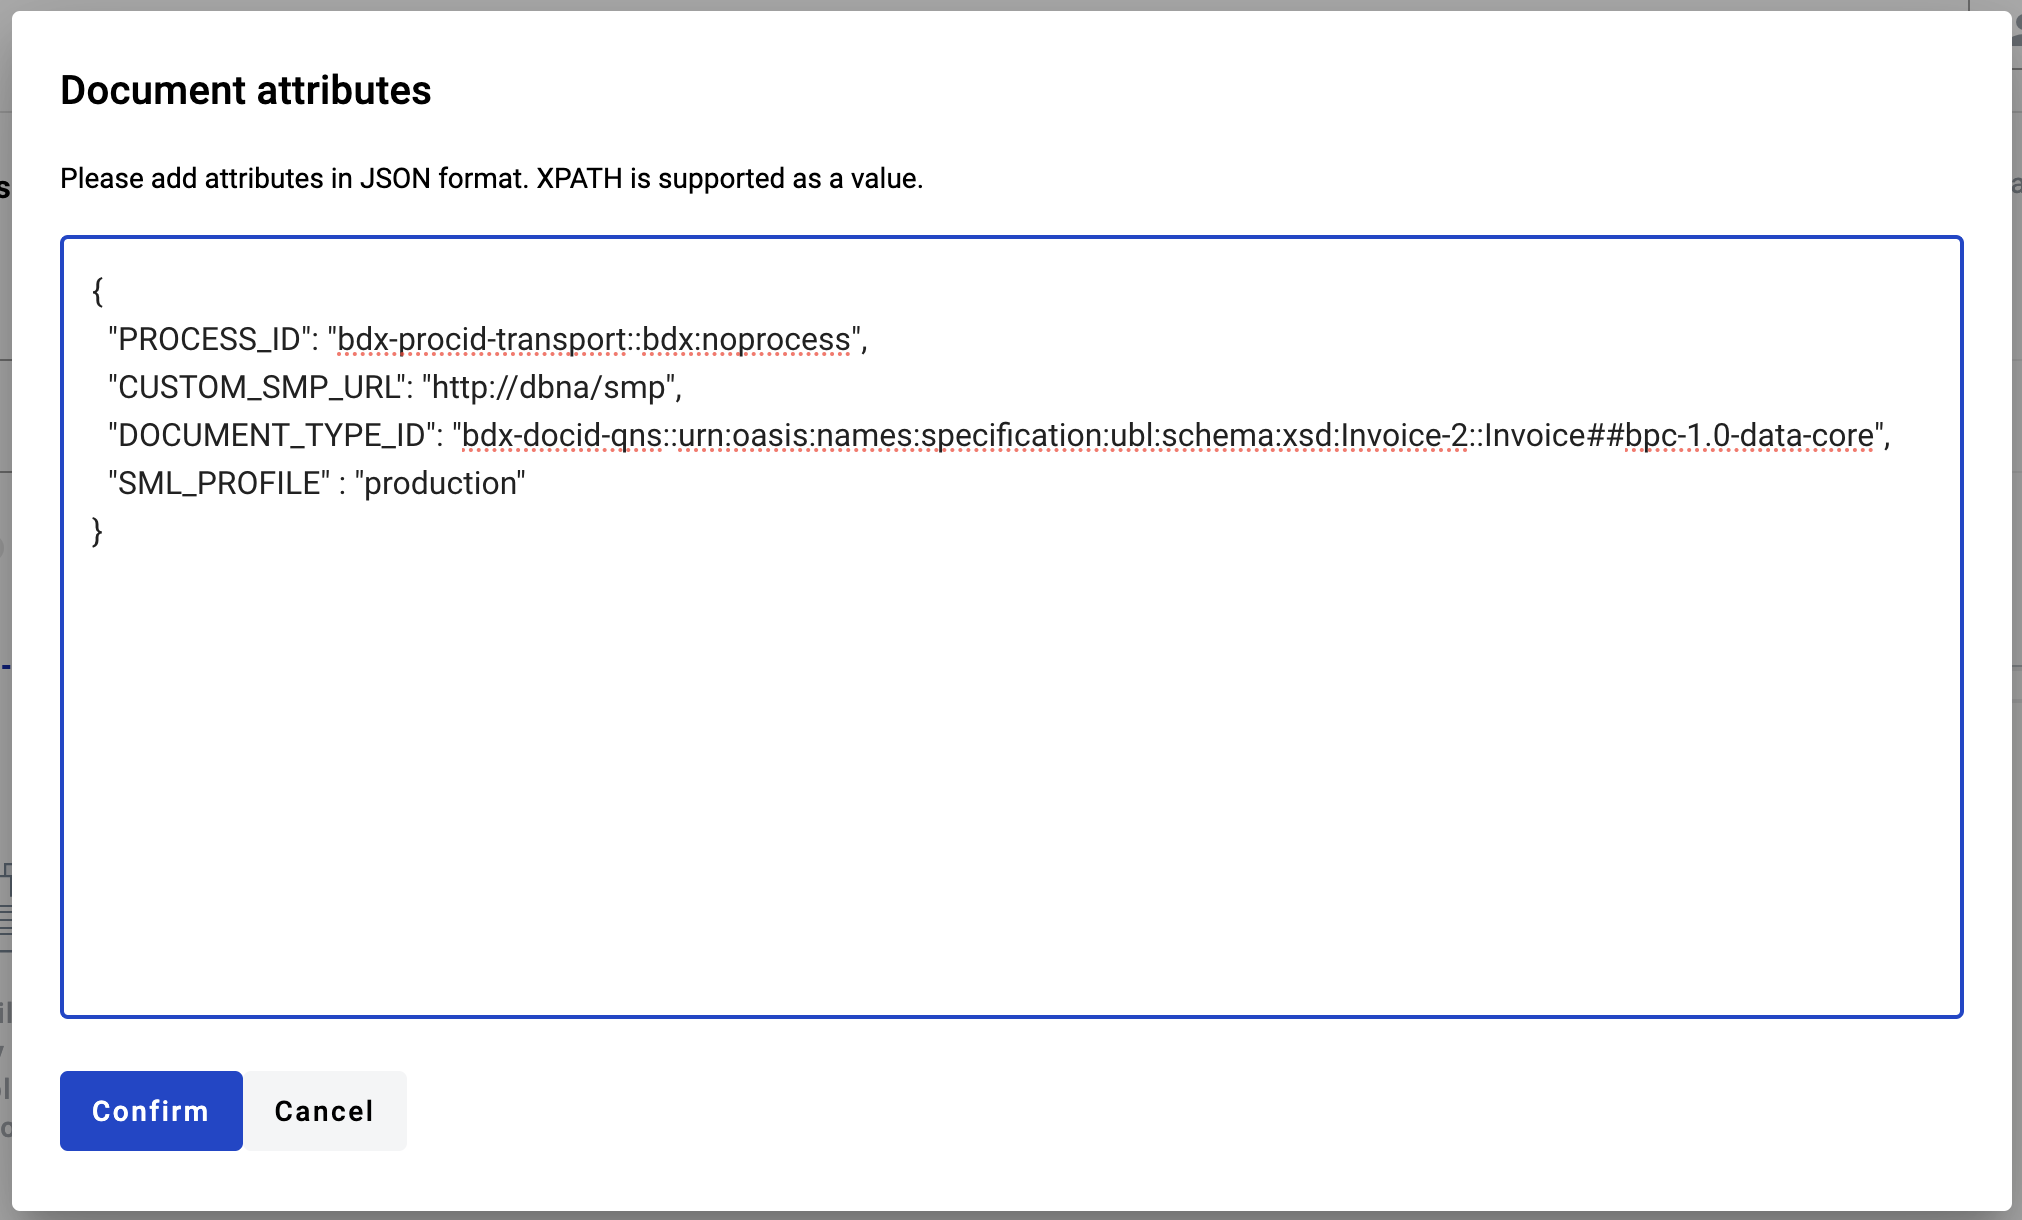 Document attributes
Please add attributes in JSON format. XPATH is supported as a value.
{
"PROCESS_ID": "bdx-procid-transport::bdx:noprocess",
"CUSTOM_SMP_URL": "http://dbna/smp",
"DOCUMENT_TYPE_ID": "bdx-docid-qns::urn:oasis:names:specification:ubl:schema:xsd:Invoice-2::Invoice##bpc-1.0-data-core",
"SML_PROFILE" : "production"
}
Confirm
Cancel